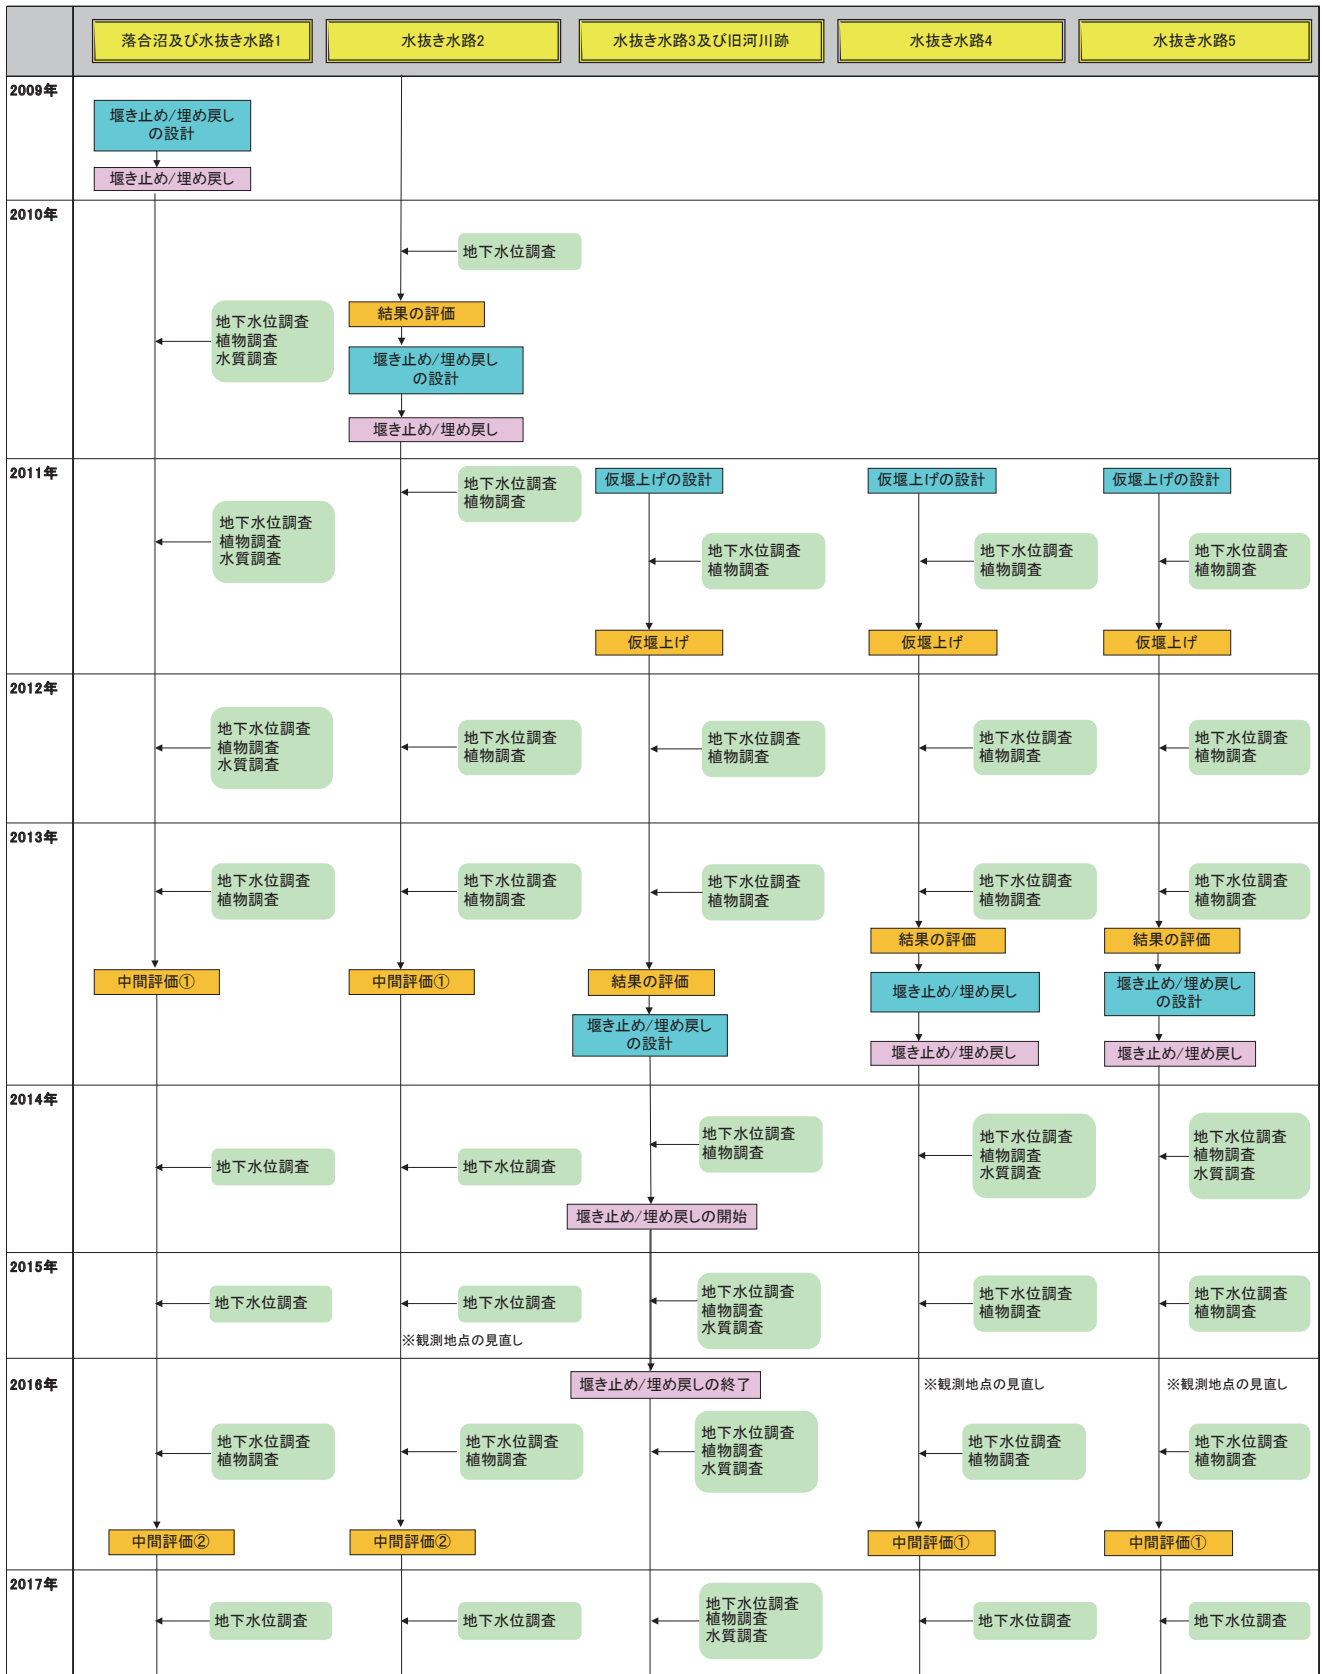 落合沼及び水抜き水路1
水抜き水路2
水抜き水路3及び旧河川跡
水抜き水路4
水抜き水路5
2009年
堰き止め/埋め戻し
の設計
堰き止め/埋め戻し
2010年
地下水位調査
地下水位調査
植物調査
水質調査
結果の評価
堰き止め/埋め戻し
の設計
堰き止め/埋め戻し
2011年
地下水位調査
植物調査
水質調査
地下水位調査
植物調査
仮堰上げの設計
地下水位調査
植物調査
仮堰上げ
仮堰上げの設計
地下水位調査
植物調査
仮堰上げ
仮堰上げの設計
地下水位調査
植物調査
仮堰上げ
2012年
地下水位調査
植物調査
水質調査
地下水位調査
植物調査
地下水位調査
植物調査
地下水位調査
植物調査
地下水位調査
植物調査
2013年
地下水位調査
植物調査
中間評価①
地下水位調査
植物調査
中間評価①
地下水位調査
植物調査
結果の評価
堰き止め/埋め戻し
の設計
地下水位調査
植物調査
結果の評価
堰き止め/埋め戻し
堰き止め/埋め戻し
地下水位調査
植物調査
結果の評価
堰き止め/埋め戻し
の設計
堰き止め/埋め戻し
2014年
地下水位調査
地下水位調査
地下水位調査
植物調査
堰き止め/埋め戻しの開始
地下水位調査
植物調査
水質調査
地下水位調査
植物調査
水質調査
2015年
地下水位調査
地下水位調査
※観測地点の見直し
地下水位調査
植物調査
水質調査
地下水位調査
植物調査
地下水位調査
植物調査
2016年
地下水位調査
植物調査
中間評価②
地下水位調査
植物調査
中間評価②
堰き止め/埋め戻しの終了
地下水位調査
植物調査
水質調査
※観測地点の見直し
地下水位調査
植物調査
中間評価①
※観測地点の見直し
地下水位調査
植物調査
中間評価①
2017年
地下水位調査
地下水位調査
地下水位調査
植物調査
水質調査
地下水位調査
地下水位調査